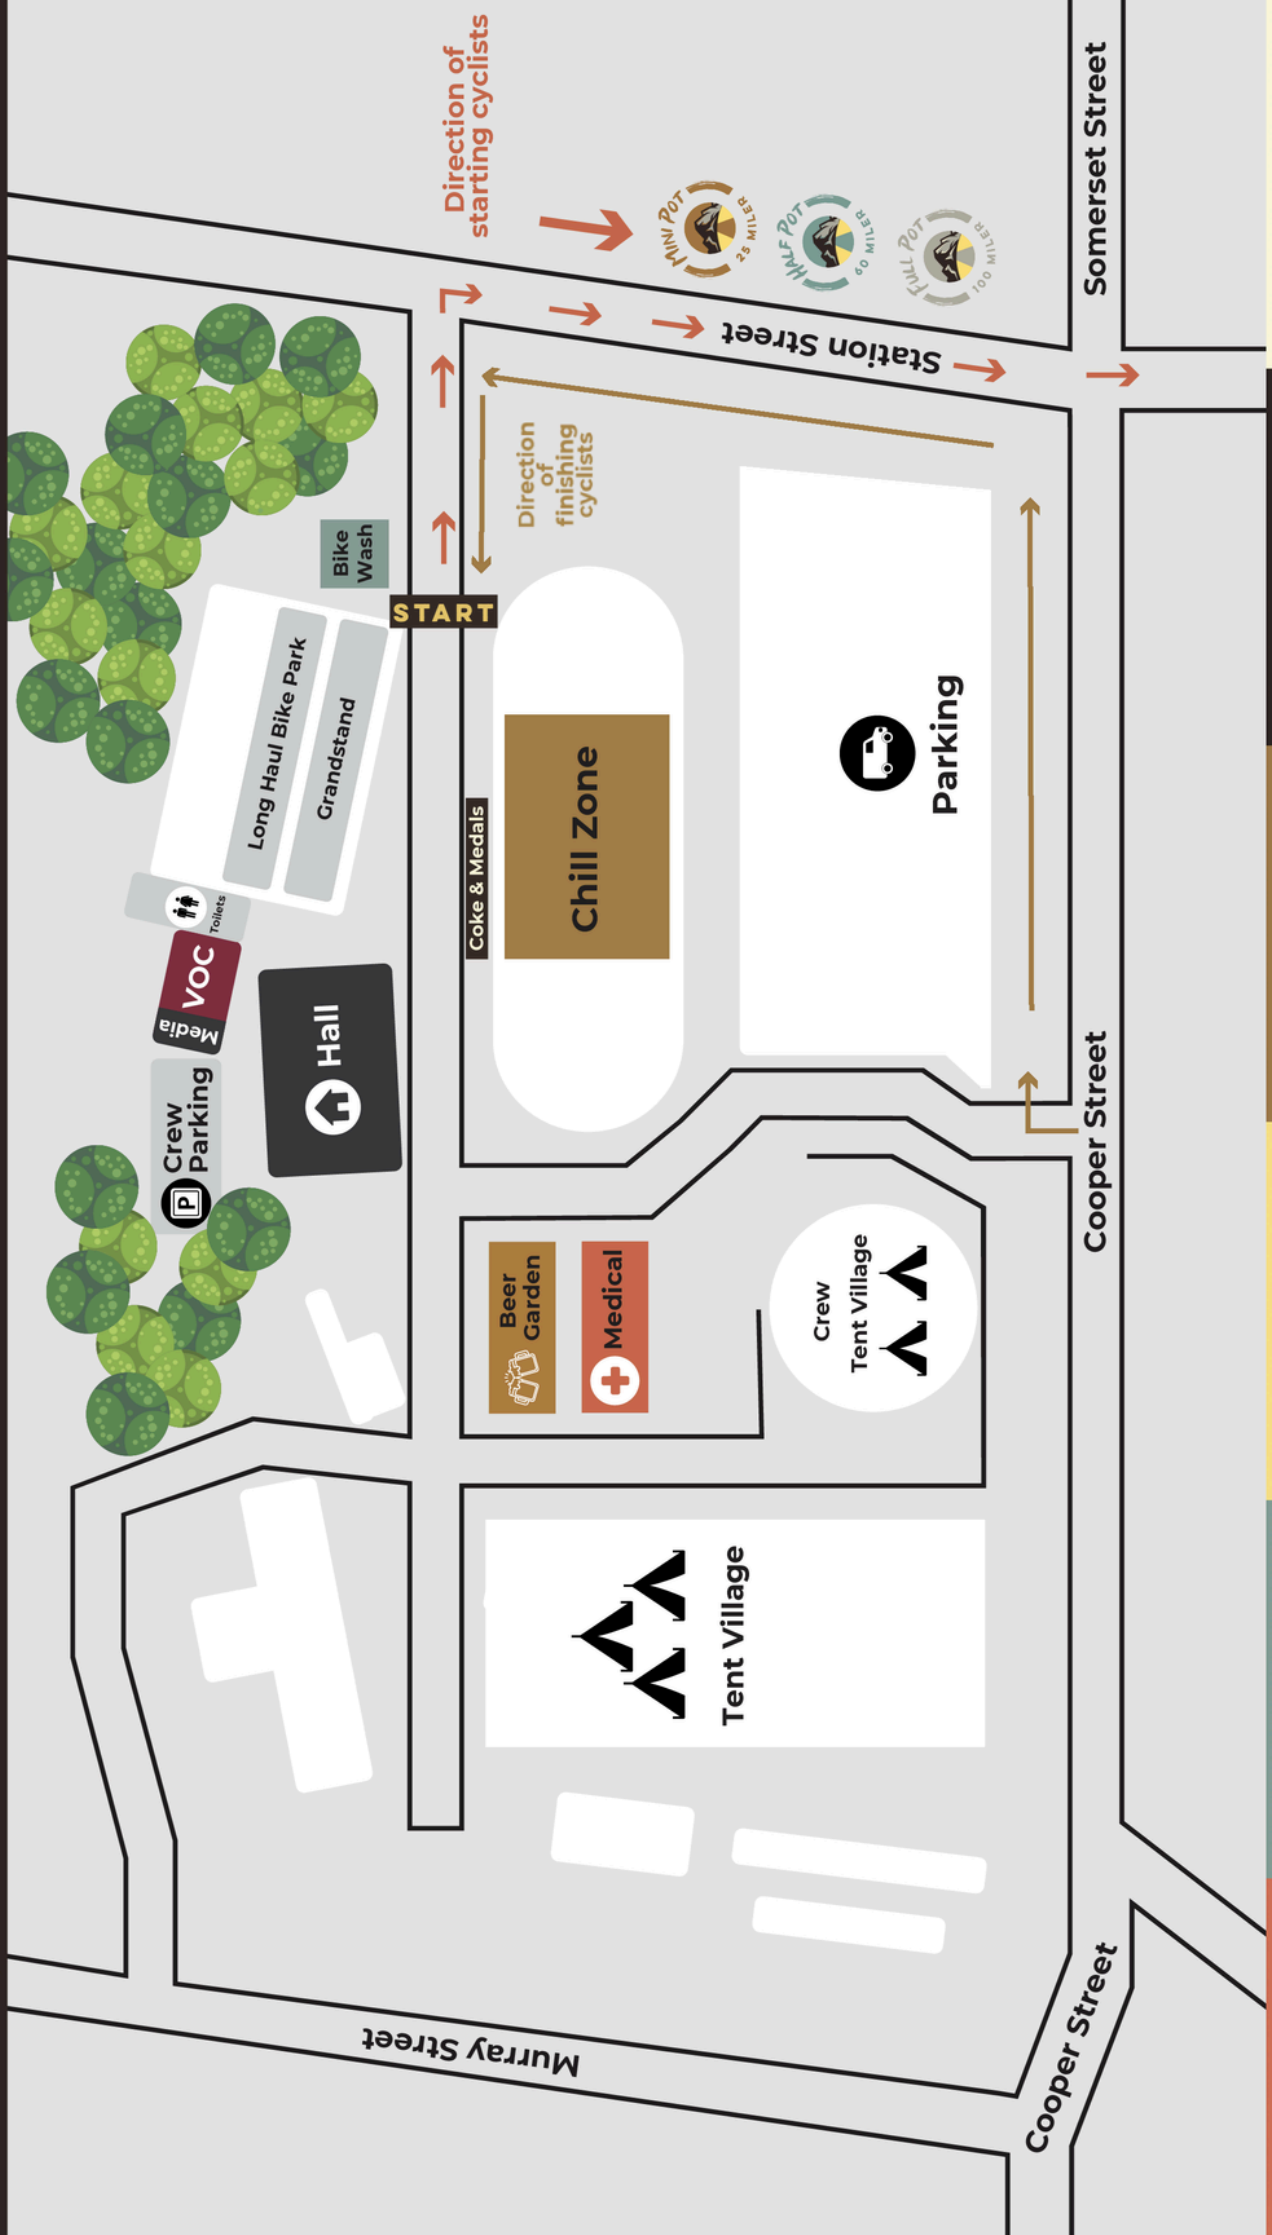 Direction of
starting cyclists
MINI POT
25 MILER
HALF POT
60 MILER
FULL POT
100 MILER
Somerset Street
Station Street
Direction
of
finishing
cyclists
Bike
Wash
START
Long Haul Bike Park
Grandstand
Toilets
VOC
Media
Hall
P
Crew
Parking
Coke & Medals
Chill Zone
Parking
Cooper Street
Beer
Garden
Medical
Crew
Tent Village
Tent Village
Murray Street
Cooper Street